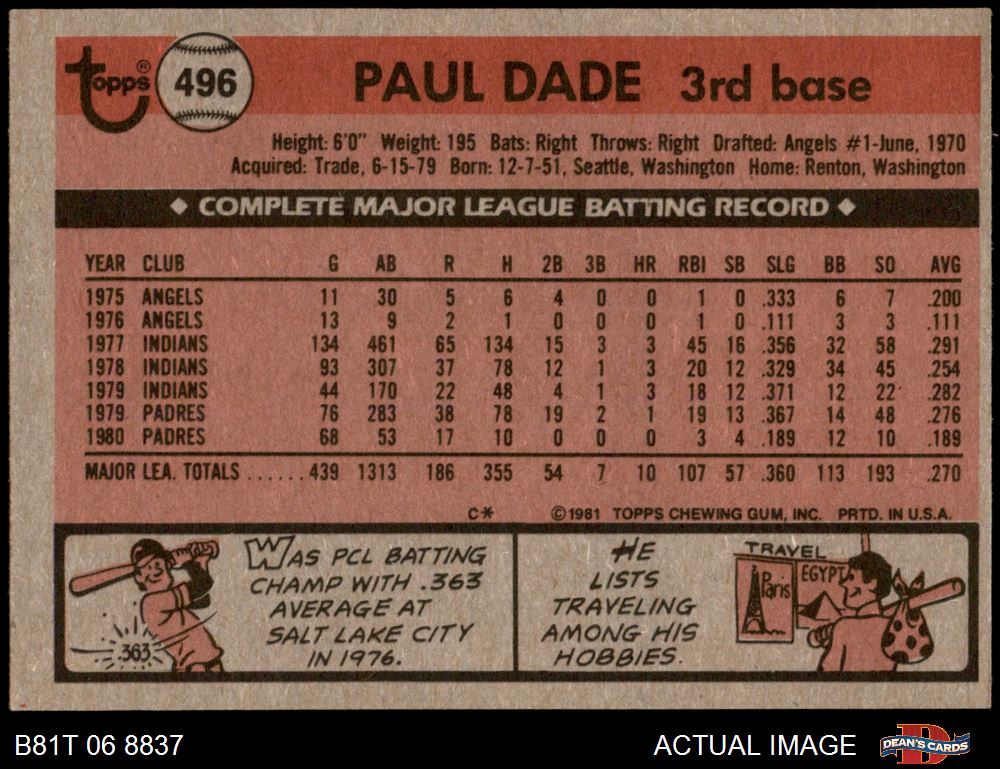 topps® 496 PAUL DADE 3rd base
Height: 6'0" Weight: 195 Bats: Right Throws: Right Drafted: Angels #1-June, 1970
Acquired: Trade, 6-15-79 Born: 12-7-51, Seattle, Washington Home: Renton, Washington
◆ COMPLETE MAJOR LEAGUE BATTING RECORD ◆
YEAR CLUB G AB R H 2B 3B HR RBI SB SLG BB SO AVG
1975 ANGELS 11 30 5 6 4 0 0 1 0 .333 6 7 .200
1976 ANGELS 13 9 2 1 0 0 0 1 0 .111 3 3 .111
1977 INDIANS 134 461 65 134 15 3 3 45 16 .356 32 58 .291
1978 INDIANS 93 307 37 78 12 1 3 20 12 .329 34 45 .254
1979 INDIANS 44 170 22 48 4 1 3 18 12 .371 12 22 .282
1979 PADRES 76 283 38 78 19 2 1 19 13 .367 14 48 .276
1980 PADRES 68 53 17 10 0 0 0 3 4 .189 12 10 .189
MAJOR LEA. TOTALS ...... 439 1313 186 355 54 7 10 107 57 .360 113 193 .270
C* ©1981 TOPPS CHEWING GUM, INC. PRTD. IN U.S.A.
WAS PCL BATTING
CHAMP WITH .363
AVERAGE AT
SALT LAKE CITY
IN 1976.
.363
HE
LISTS
TRAVELING
AMONG HIS
HOBBIES.
TRAVEL
Paris
EGYPT
B81T 06 8837 ACTUAL IMAGE DEAN'S CARDS